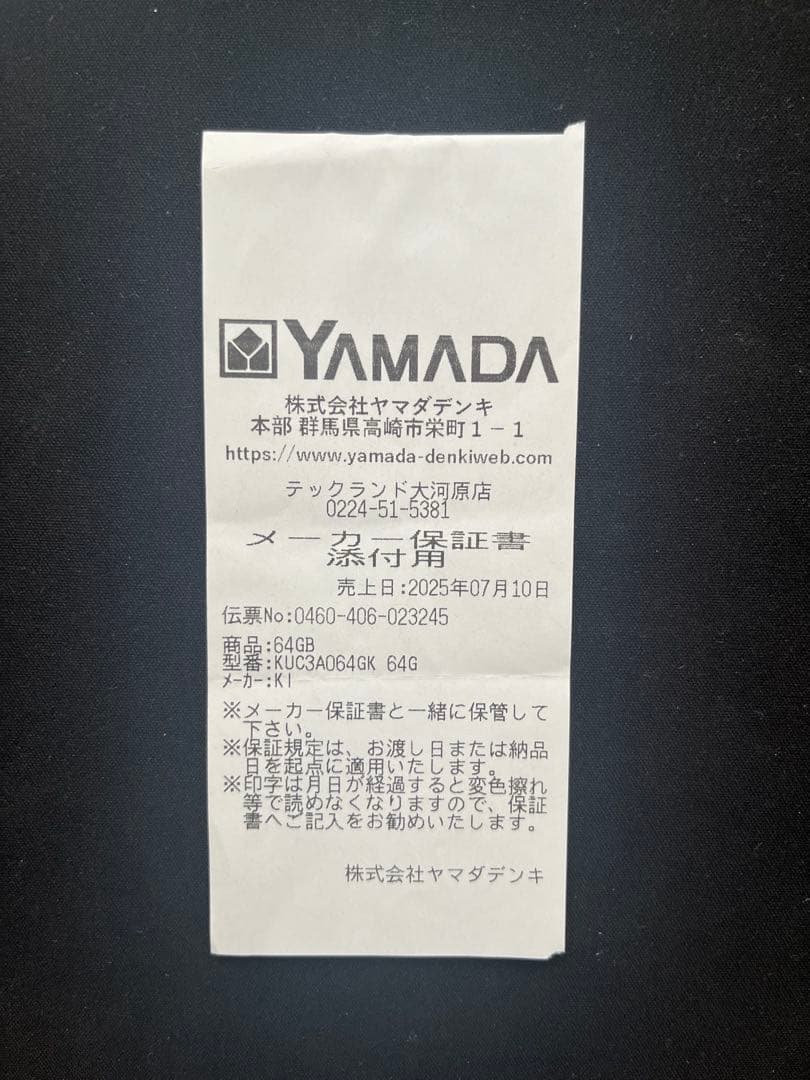 YAMADA
株式会社ヤマダデンキ
本部 群馬県高崎市栄町1-1
https://www.yamada-denkiweb.com
テックランド大河原店
0224-51-5381
メーカー保証書
添付用
売上日:2025年07月10日
伝票No:0460-406-023245
商品:64GB
型番:KUC3A064GK 64G
メーカー:KI
※メーカー保証書と一緒に保管して
下さい。
※保証規定は、お渡し日または納品
日を起点に適用いたします。
※印字は月日が経過すると変色擦れ
等で読めなくなりますので、保証
書へご記入をお勧めいたします。
株式会社ヤマダデンキ